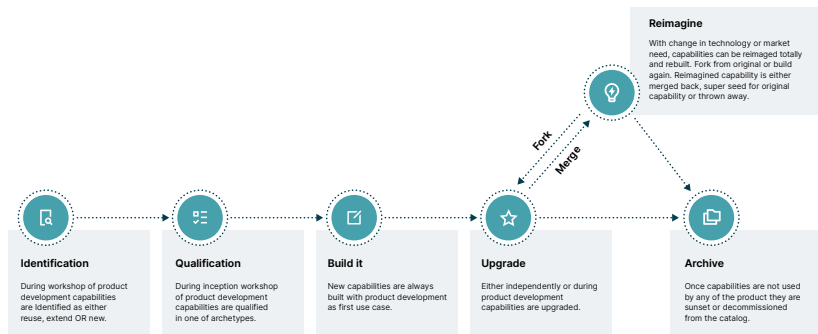 Reimagine
With change in technology or market
need, capabilities can be reimaged totally
and rebuilt. Fork from original or build
again. Reimagined capability is either
merged back, super seed for original
capability or thrown away.
Fork
Merge
Identification
During workshop of product
development capabilities
are Identified as either
reuse, extend OR new.
Qualification
During inception workshop
of product development
capabilities are qualified
in one of archetypes.
Build it
New capabilities are always
built with product development
as first use case.
Upgrade
Either independently or during
product development
capabilities are upgraded.
Archive
Once capabilities are not used
by any of the product they are
sunset or decommissioned
from the catalog.